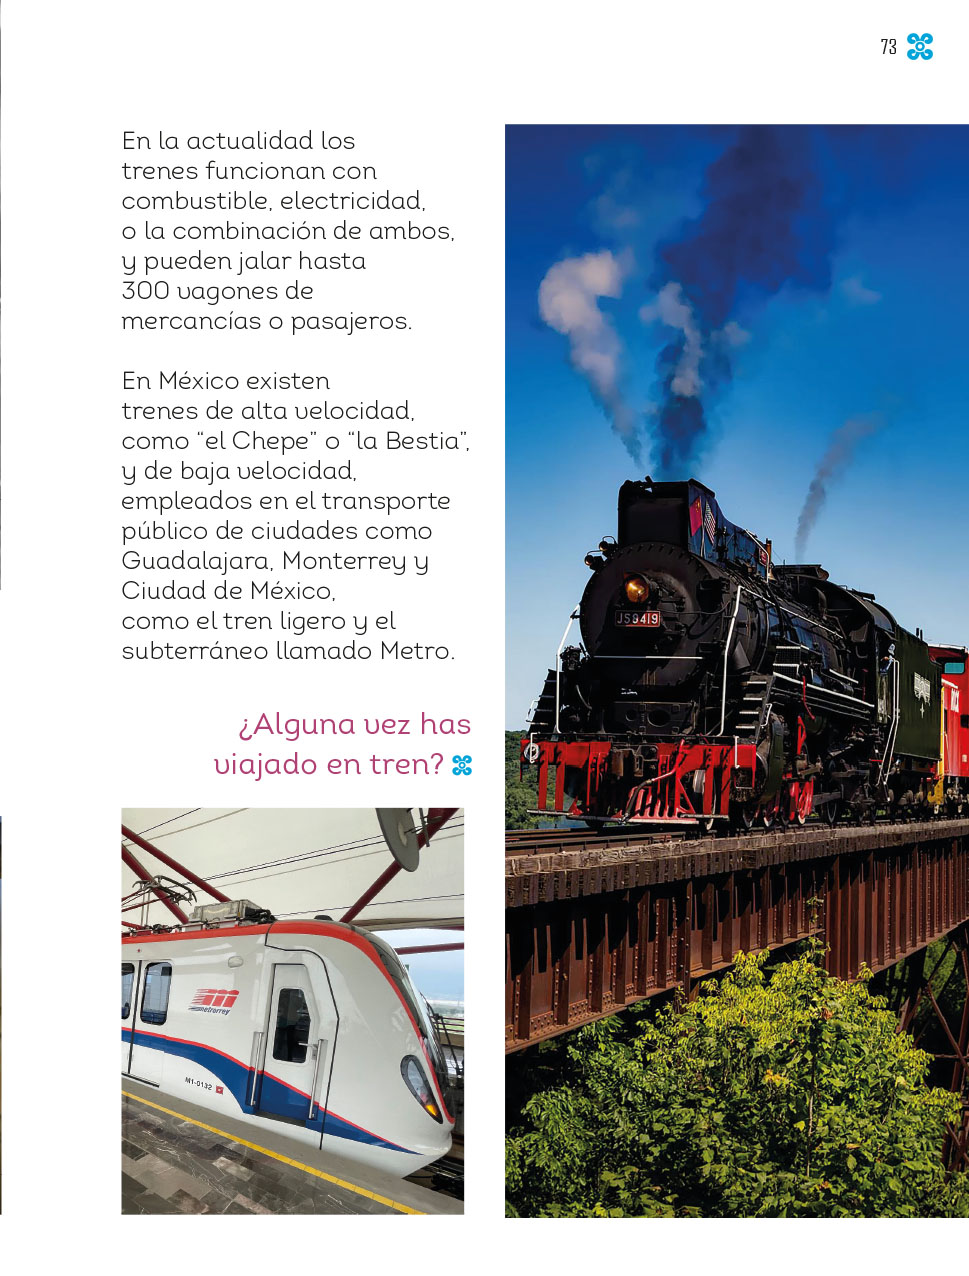 73
En la actualidad los
trenes funcionan con
combustible, electricidad,
o la combinación de ambos,
y pueden jalar hasta
300 vagones de
mercancías o pasajeros.
En México existen
trenes de alta velocidad,
como “el Chepe” o “la Bestia”,
y de baja velocidad,
empleados en el transporte
público de ciudades como
Guadalajara, Monterrey y
Ciudad de México,
como el tren ligero y el
subterráneo llamado Metro.
¿Alguna vez has
viajado en tren?
metrorrey
M1-0132
JS8419